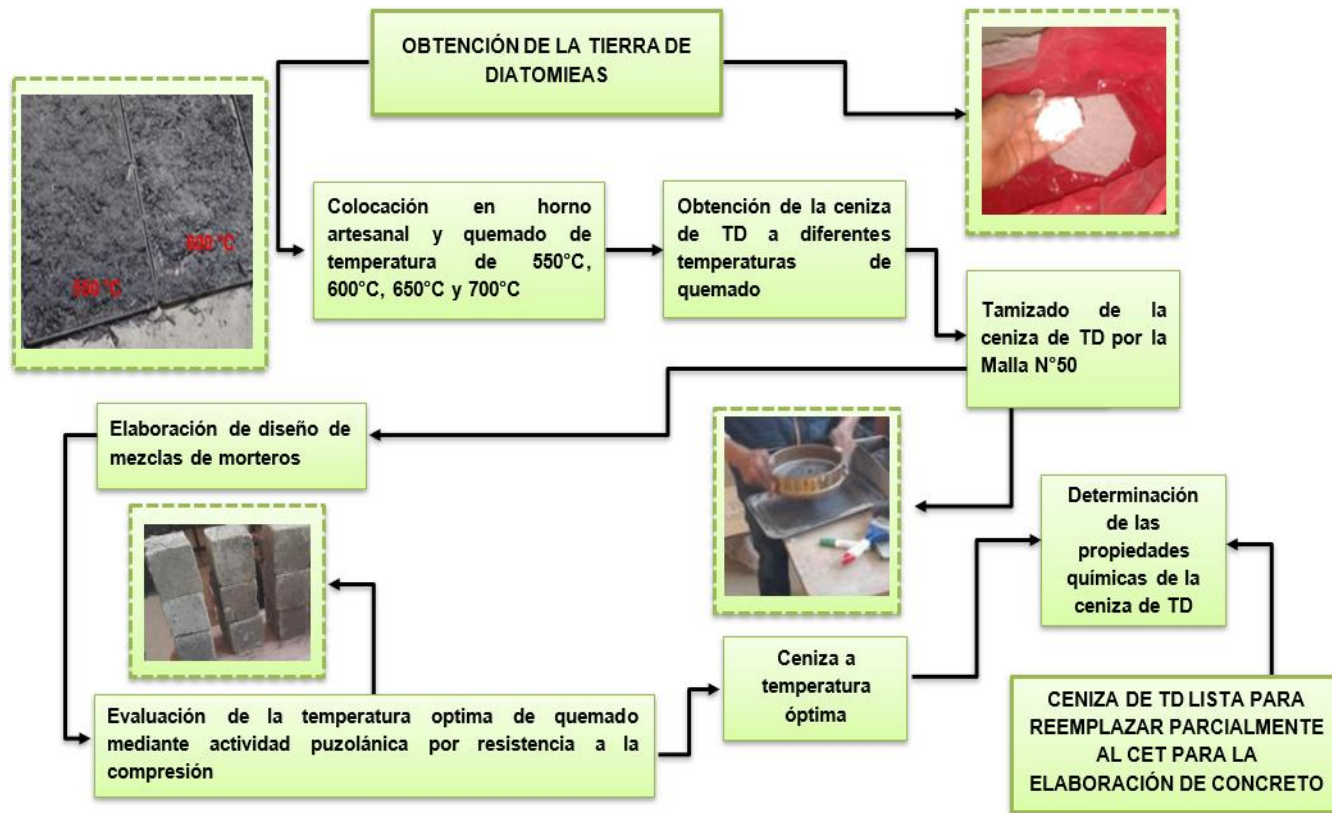 OBTENCIÓN DE LA TIERRA DE
DIATOMIEAS
600 °C
550 °C
Colocación en horno
artesanal y quemado de
temperatura de 550°C,
600°C, 650°C y 700°C
Obtención de la ceniza
de TD a diferentes
temperaturas de
quemado
Tamizado de la
ceniza de TD por la
Malla N°50
Elaboración de diseño de
mezclas de morteros
Evaluación de la temperatura optima de quemado
mediante actividad puzolánica por resistencia a la
compresión
Ceniza a
temperatura
óptima
Determinación
de las
propiedades
químicas de la
ceniza de TD
CENIZA DE TD LISTA PARA
REEMPLAZAR PARCIALMENTE
AL CET PARA LA
ELABORACIÓN DE CONCRETO